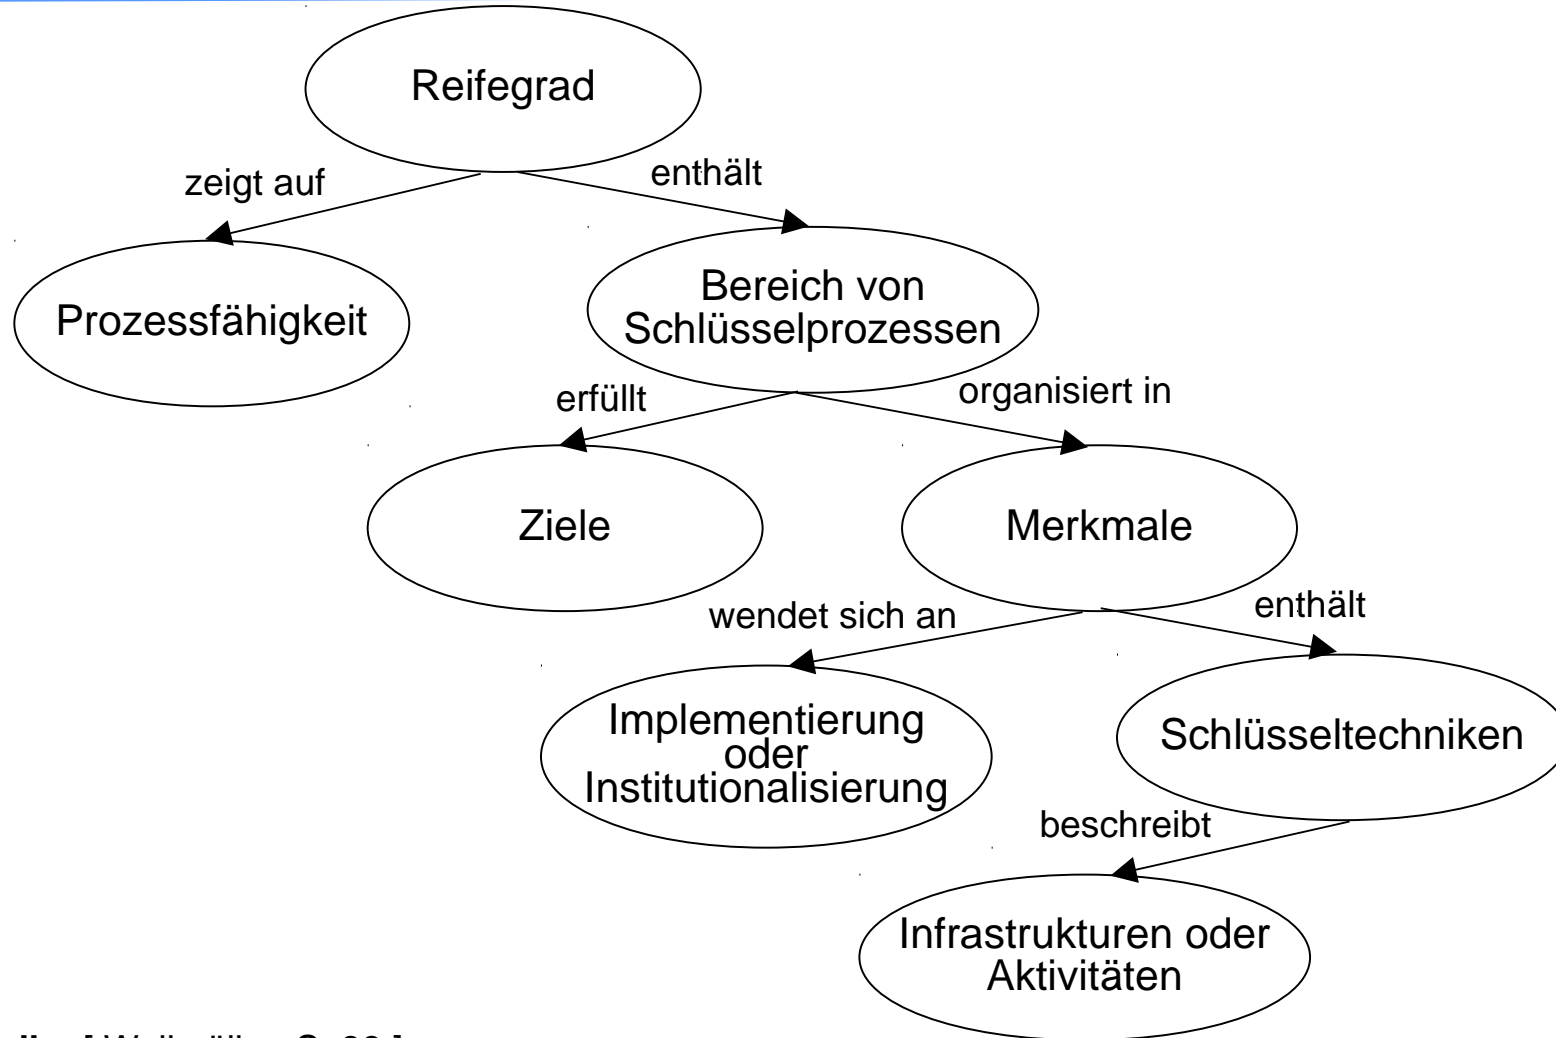 Reifegrad
zeigt auf
enthält
Prozessfähigkeit
Bereich von
Schlüsselprozessen
erfüllt
organisiert in
Ziele
Merkmale
wendet sich an
enthält
Implementierung
oder
Institutionalisierung
Schlüsseltechniken
beschreibt
Infrastrukturen oder
Aktivitäten